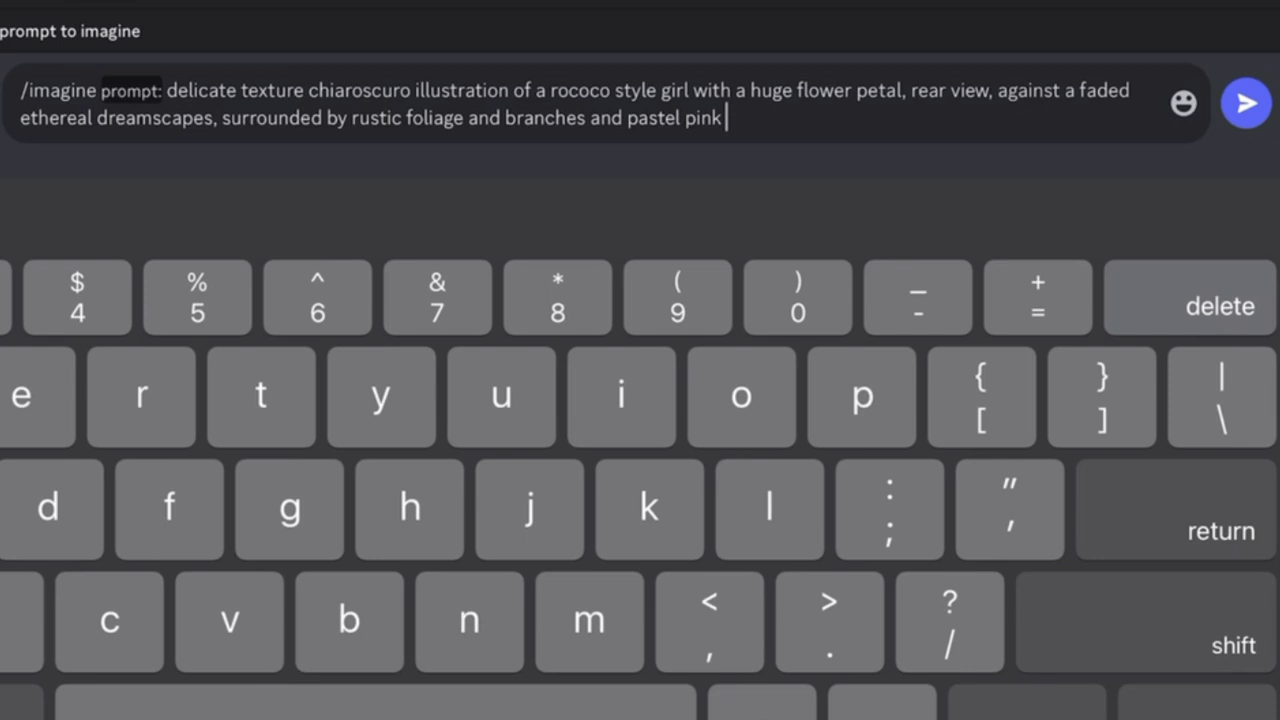 prompt to imagine
/imagine prompt: delicate texture chiaroscuro illustration of a rococo style girl with a huge flower petal, rear view, against a faded
ethereal dreamscapes, surrounded by rustic foliage and branches and pastel pink
$ % ^ & * ( ) _ +
4 5 6 7 8 9 0 - = delete
e r t y u i o p { [ } ] | \
d f g h j k l : ; " ' return
c v b n m < , > . ? / shift